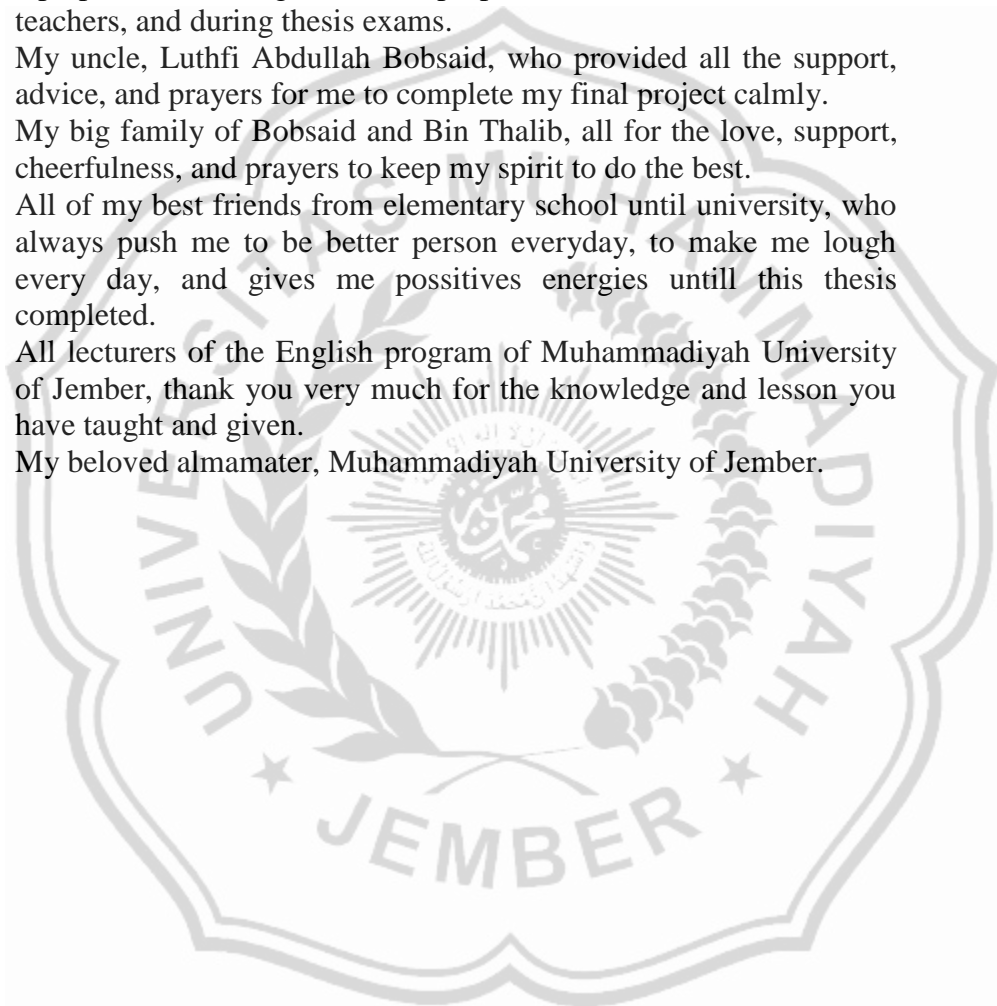 teachers, and during thesis exams.
My uncle, Luthfi Abdullah Bobsaid, who provided all the support,
advice, and prayers for me to complete my final project calmly.
My big family of Bobsaid and Bin Thalib, all for the love, support,
cheerfulness, and prayers to keep my spirit to do the best.
All of my best friends from elementary school until university, who
always push me to be better person everyday, to make me lough
every day, and gives me possitives energies untill this thesis
completed.
All lecturers of the English program of Muhammadiyah University
of Jember, thank you very much for the knowledge and lesson you
have taught and given.
My beloved almamater, Muhammadiyah University of Jember.
UNIVERSITAS MUHAMMADIYAH
JEMBER